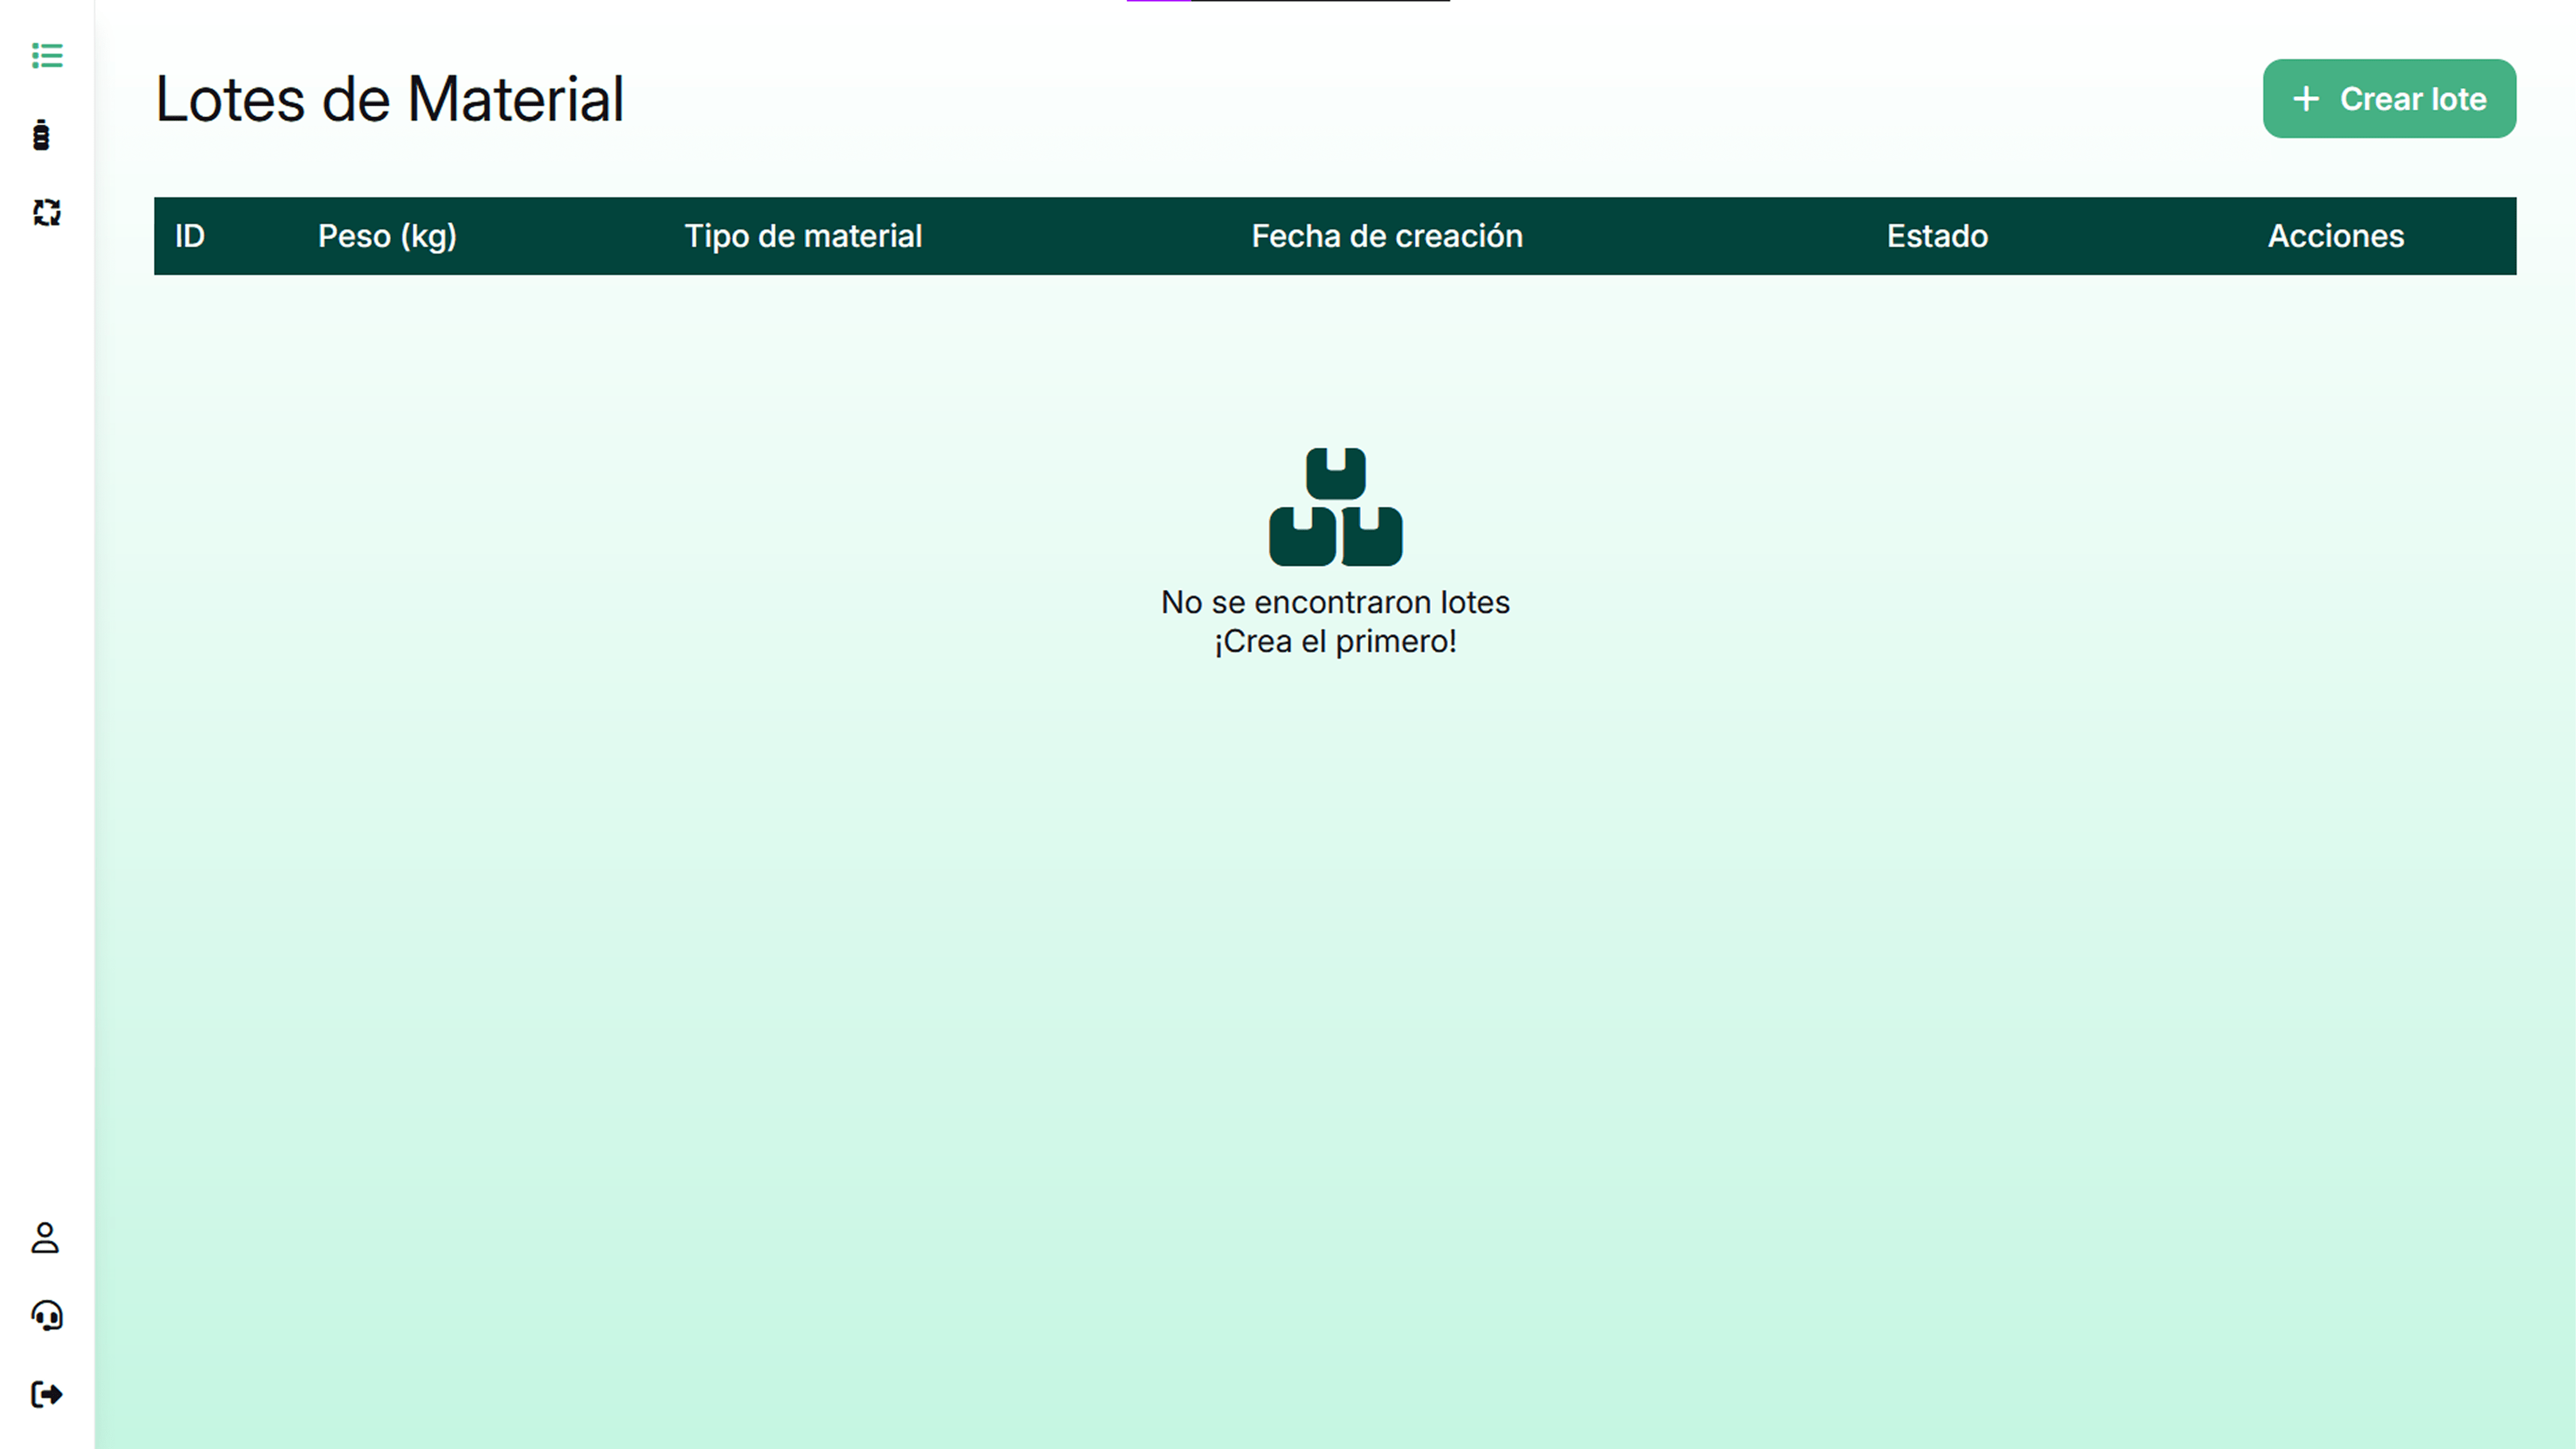 Lotes de Material
+ Crear lote
ID Peso (kg) Tipo de material Fecha de creación Estado Acciones
No se encontraron lotes
¡Crea el primero!